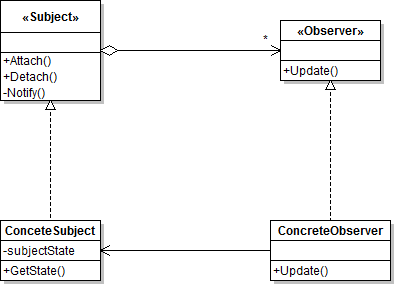 «Subject»
+Attach()
+Detach()
-Notify()
*
«Observer»
+Update()
ConceteSubject
-subjectState
+GetState()
ConcreteObserver
+Update()